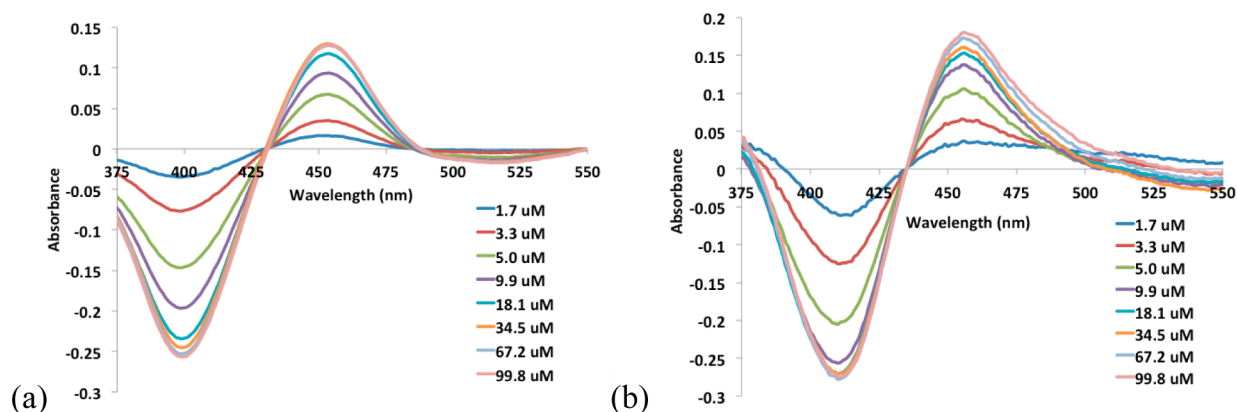 0.15
0.1
0.05
0
-0.05
-0.1
-0.15
-0.2
-0.25
-0.3
Absorbance
375 400 425 450 475 500 525 550
Wavelength (nm)
1.7 uM
3.3 uM
5.0 uM
9.9 uM
18.1 uM
34.5 uM
67.2 uM
99.8 uM
(a)
0.2
0.15
0.1
0.05
0
-0.05
-0.1
-0.15
-0.2
-0.25
-0.3
Absorbance
375 400 425 450 475 500 525 550
Wavelength (nm)
1.7 uM
3.3 uM
5.0 uM
9.9 uM
18.1 uM
34.5 uM
67.2 uM
99.8 uM
(b)